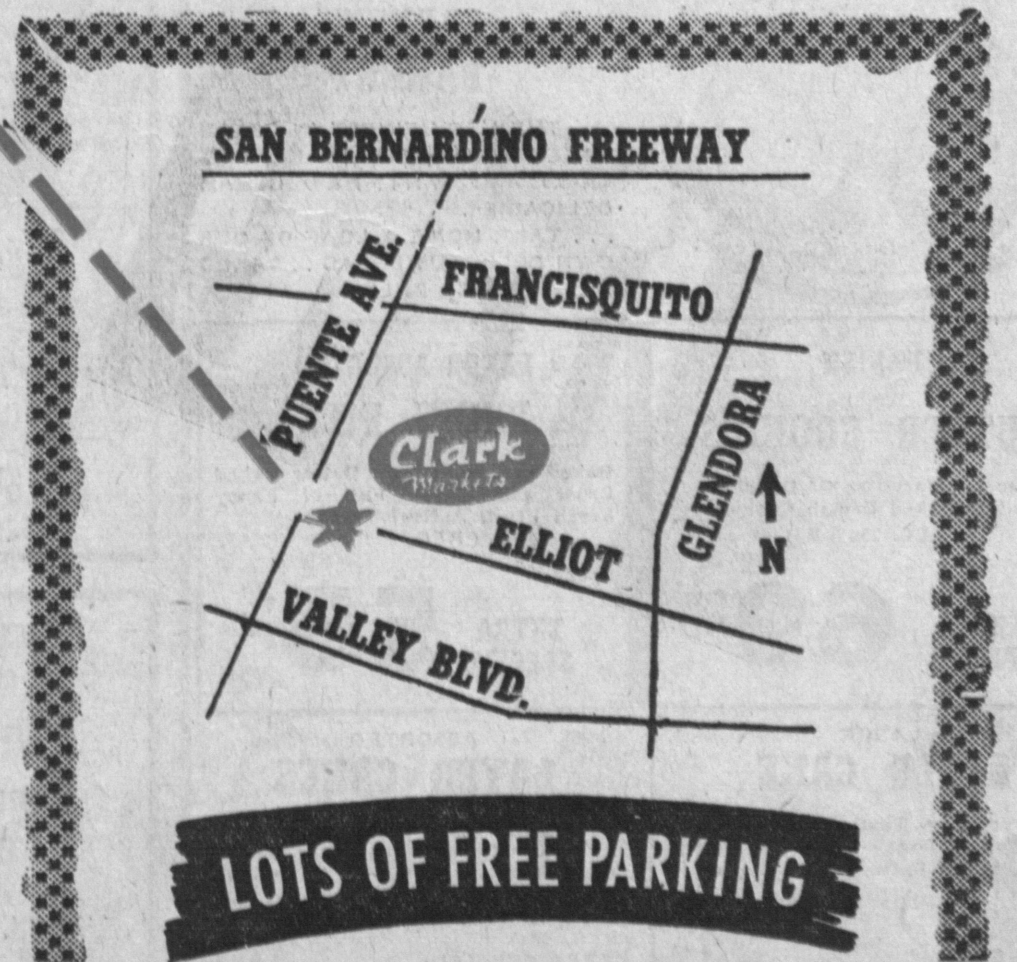 SAN BERNARDINO FREEWAY
PUENTE AVE.
FRANCISQUITO
GLENDORA
Clark
Markets
N
ELLIOT
VALLEY BLVD.
LOTS OF FREE PARKING